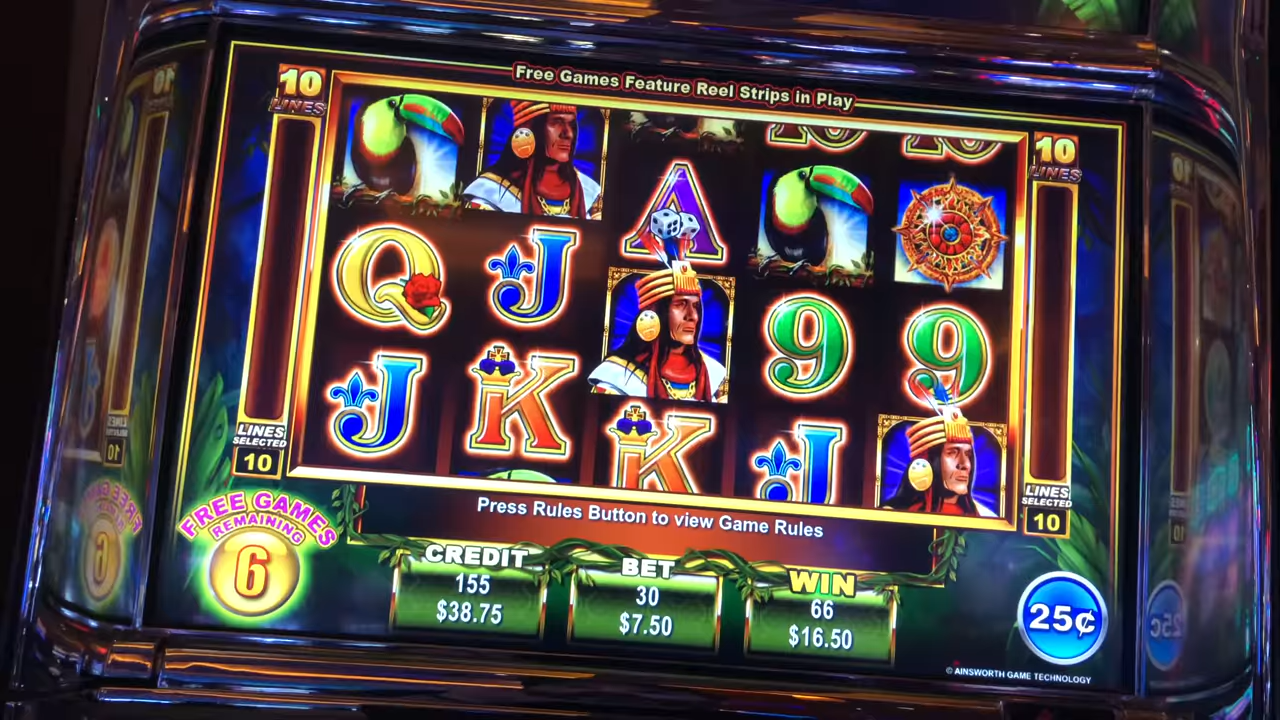 Free Games Feature Reel Strips in Play
10
LINES
10
LINES
A
Q
J
9
9
J
K
K
J
LINES
SELECTED
10
LINES
SELECTED
10
Press Rules Button to view Game Rules
FREE GAMES
REMAINING
6
CREDIT
155
$38.75
BET
30
$7.50
WIN
66
$16.50
25¢
© AINSWORTH GAME TECHNOLOGY